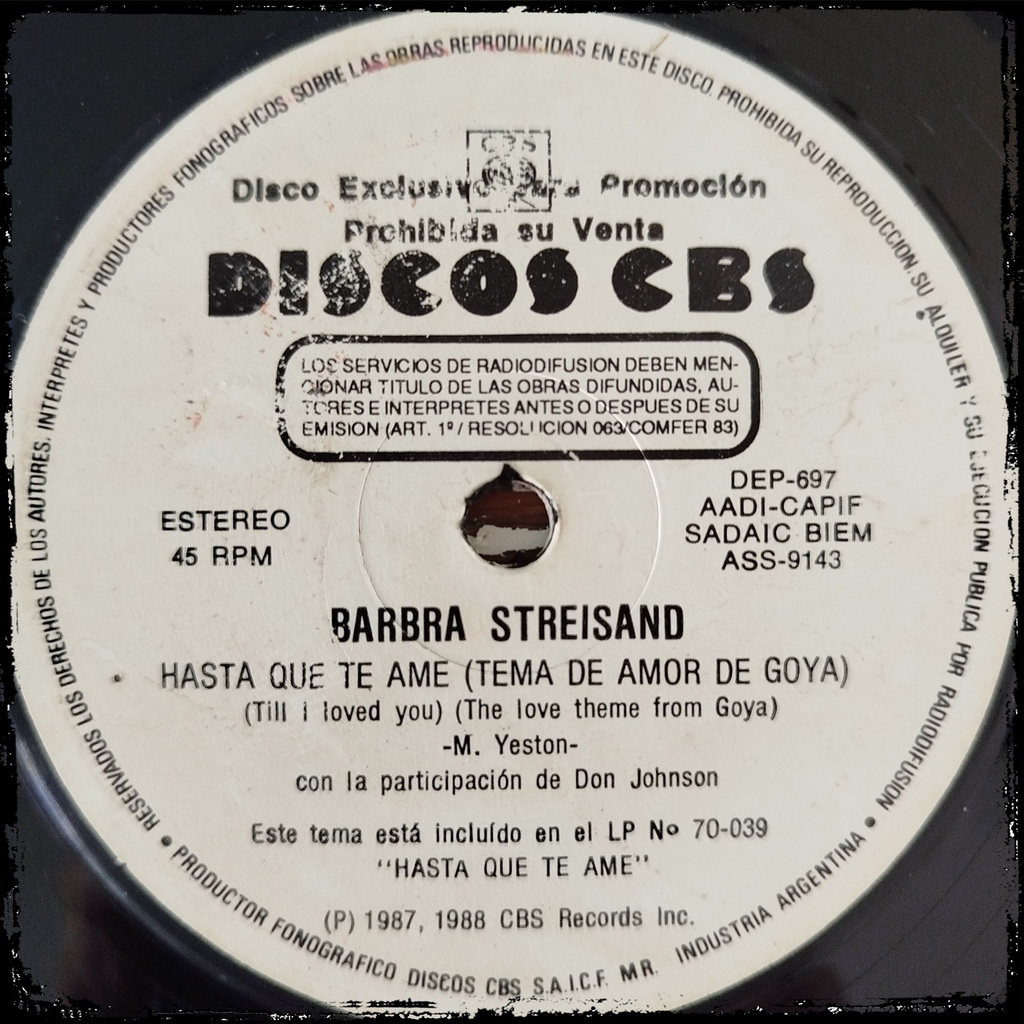 RESERVADOS LOS DERECHOS DE LOS AUTORES, INTERPRETES Y PRODUCTORES FONOGRAFICOS SOBRE LAS OBRAS REPRODUCIDAS EN ESTE DISCO. PROHIBIDA SU REPRODUCCION, SU ALQUILER Y SU EJECUCION PUBLICA POR RADIODIFUSION •
CBS
Disco Exclusivo para Promoción
Prohibida su Venta
DISCOS CBS
LOS SERVICIOS DE RADIODIFUSION DEBEN MEN-
CIONAR TITULO DE LAS OBRAS DIFUNDIDAS, AU-
TORES E INTERPRETES ANTES O DESPUES DE SU
EMISION (ART. 1º / RESOLUCION 063/COMFER 83)
ESTEREO
45 RPM
DEP-697
AADI-CAPIF
SADAIC BIEM
ASS-9143
BARBRA STREISAND
HASTA QUE TE AME (TEMA DE AMOR DE GOYA)
(Till i loved you) (The love theme from Goya)
-M. Yeston-
con la participación de Don Johnson
Este tema está incluído en el LP Nº 70-039
"HASTA QUE TE AME"
(P) 1987, 1988 CBS Records Inc.
• PRODUCTOR FONOGRAFICO DISCOS CBS S.A.I.C.F. MR. INDUSTRIA ARGENTINA •